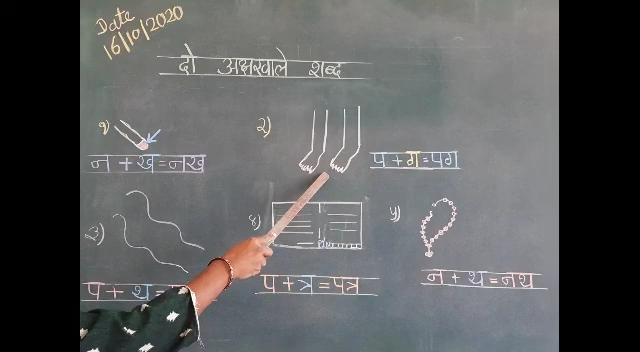 Date
16/10/2020
दो अक्षरवाले शब्द
१)
न + ख = नख
२)
प + ग = पग
३)
प + थ =
४)
प + त्र = पत्र
५)
न + थ = नथ